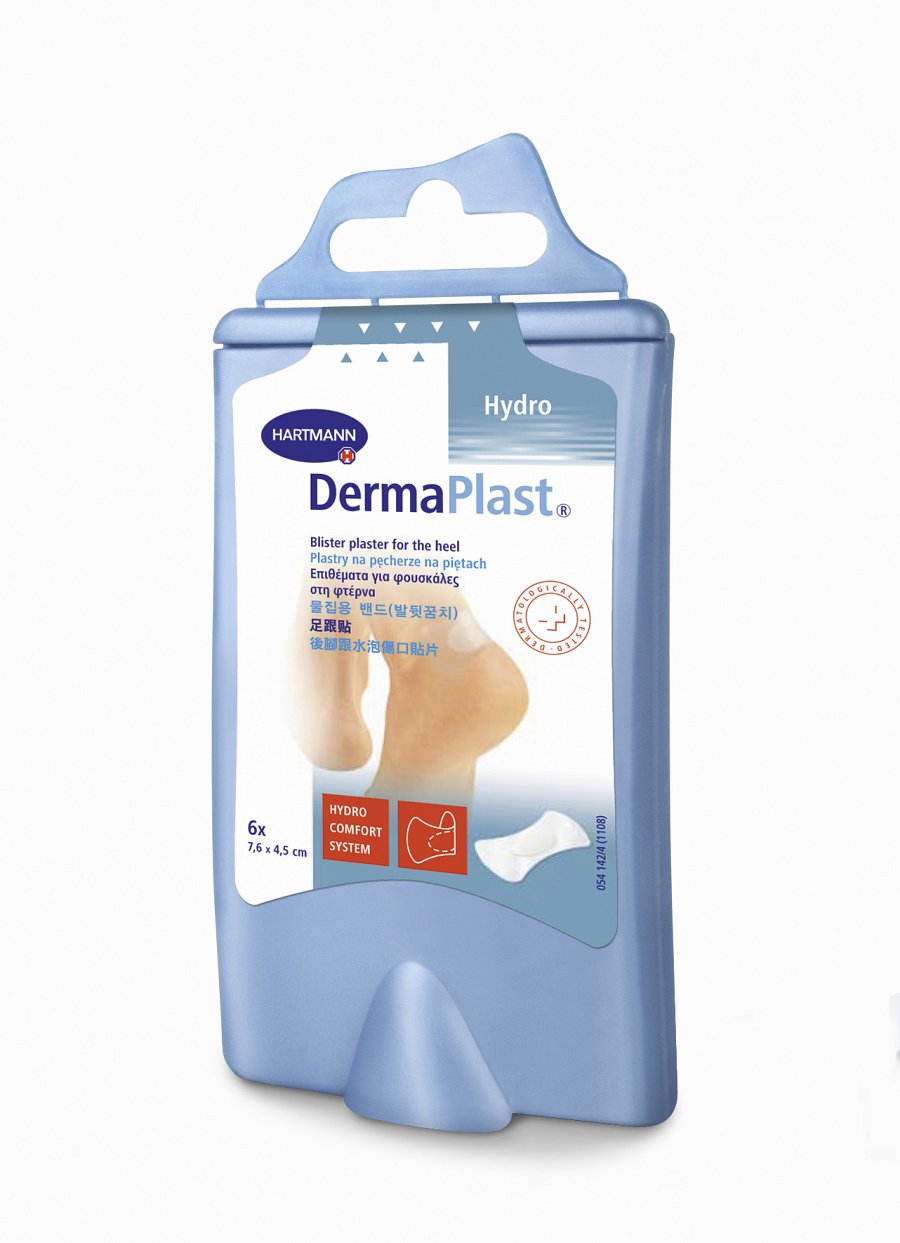 Hydro
HARTMANN
DermaPlast®
Blister plaster for the heel
Plastry na pęcherze na piętach
Επιθέματα για φουσκάλες
στη φτέρνα
물집용 밴드(발뒷꿈치)
足跟贴
後腳跟水泡傷口貼片
DERMATOLOGICALLY TESTED
HYDRO
COMFORT
SYSTEM
6x
7,6 x 4,5 cm
054 142/4 (1108)